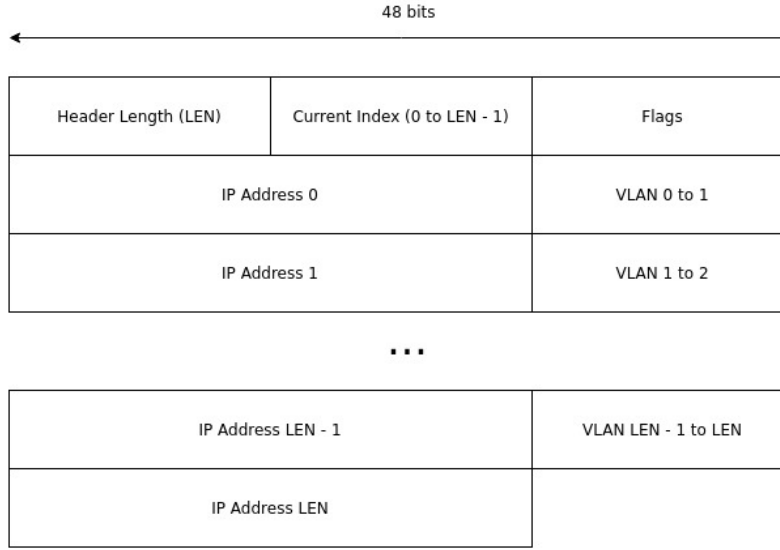 48 bits
Header Length (LEN) Current Index (0 to LEN - 1) Flags
IP Address 0 VLAN 0 to 1
IP Address 1 VLAN 1 to 2
...
IP Address LEN - 1 VLAN LEN - 1 to LEN
IP Address LEN